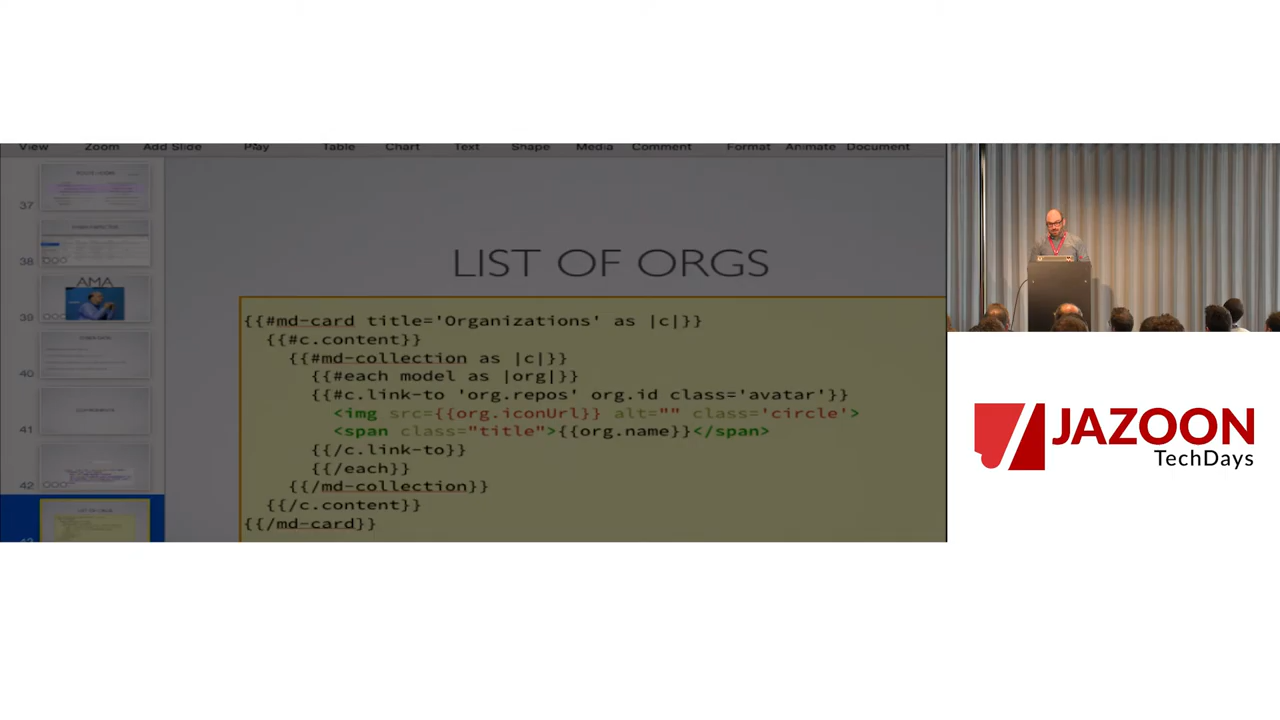 View Zoom Add Slide Play Table Chart Text Shape Media Comment Format Animate Document
37
38
AMA
39
40
41
42
LIST OF ORGS
{{#md-card title='Organizations' as |c|}}
{{#c.content}}
{{#md-collection as |c|}}
{{#each model as |org|}}
{{#c.link-to 'org.repos' org.id class='avatar'}}
<img src={{org.iconUrl}} alt="" class='circle'>
<span class="title">{{org.name}}</span>
{{/c.link-to}}
{{/each}}
{{/md-collection}}
{{/c.content}}
{{/md-card}}
JAZOON
TechDays